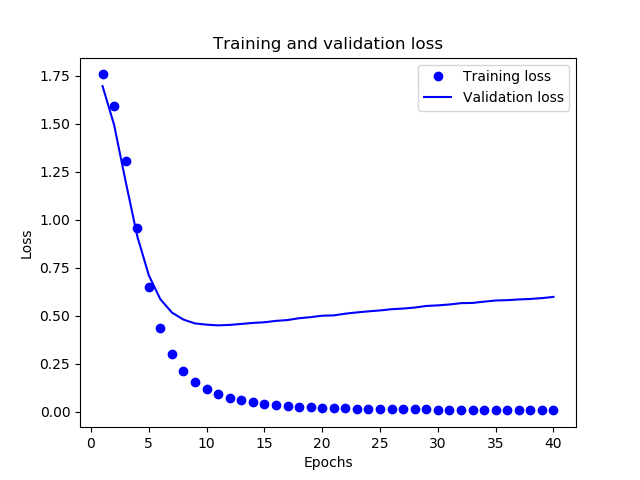 Training and validation loss
Training loss
Validation loss
1.75
1.50
1.25
1.00
0.75
0.50
0.25
0.00
Loss
0 5 10 15 20 25 30 35 40
Epochs